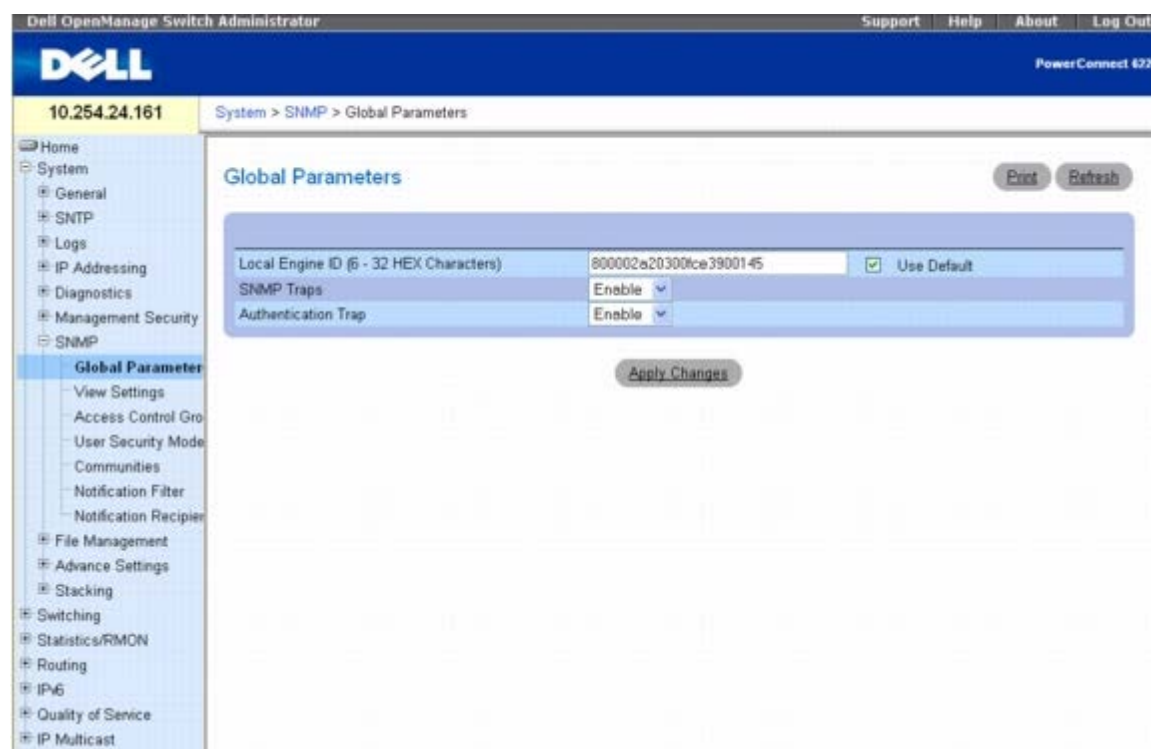 Dell OpenManage Switch Administrator
Support Help About Log Out
DELL
PowerConnect 622
10.254.24.161
System > SNMP > Global Parameters
Home
System
General
SNTP
Logs
IP Addressing
Diagnostics
Management Security
SNMP
Global Parameter
View Settings
Access Control Gro
User Security Mode
Communities
Notification Filter
Notification Recipien
File Management
Advance Settings
Stacking
Switching
Statistics/RMON
Routing
IPv6
Quality of Service
IP Multicast
Global Parameters
Print Refresh
Local Engine ID (6 - 32 HEX Characters) 800002a20300fce3900145 Use Default
SNMP Traps Enable
Authentication Trap Enable
Apply Changes